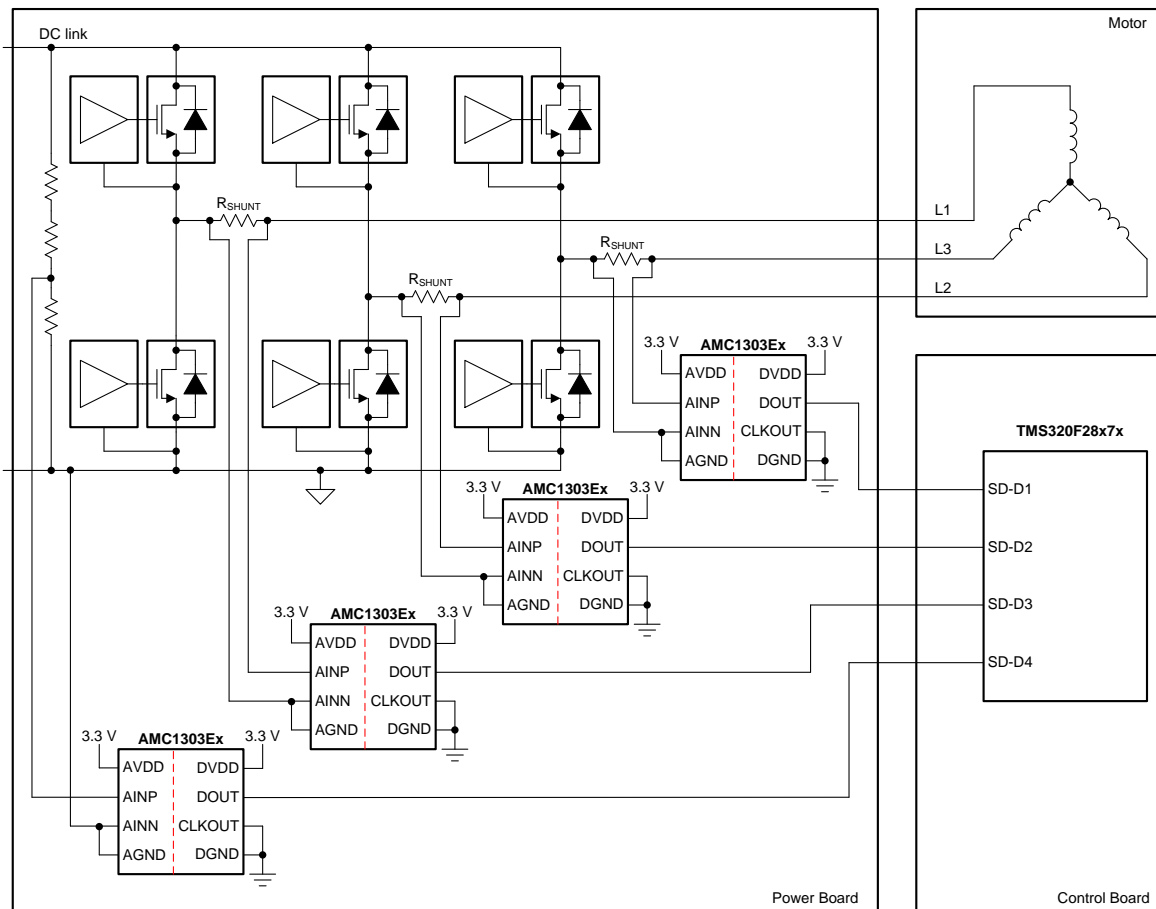 DC link
Motor
RSHUNT
L1
RSHUNT
L3
RSHUNT
L2
3.3 V
AMC1303Ex
3.3 V
AVDD
DVDD
AINP
DOUT
AINN
CLKOUT
AGND
DGND
TMS320F28x7x
SD-D1
SD-D2
SD-D3
SD-D4
3.3 V
AMC1303Ex
3.3 V
AVDD
DVDD
AINP
DOUT
AINN
CLKOUT
AGND
DGND
3.3 V
AMC1303Ex
3.3 V
AVDD
DVDD
AINP
DOUT
AINN
CLKOUT
AGND
DGND
3.3 V
AMC1303Ex
3.3 V
AVDD
DVDD
AINP
DOUT
AINN
CLKOUT
AGND
DGND
Power Board
Control Board